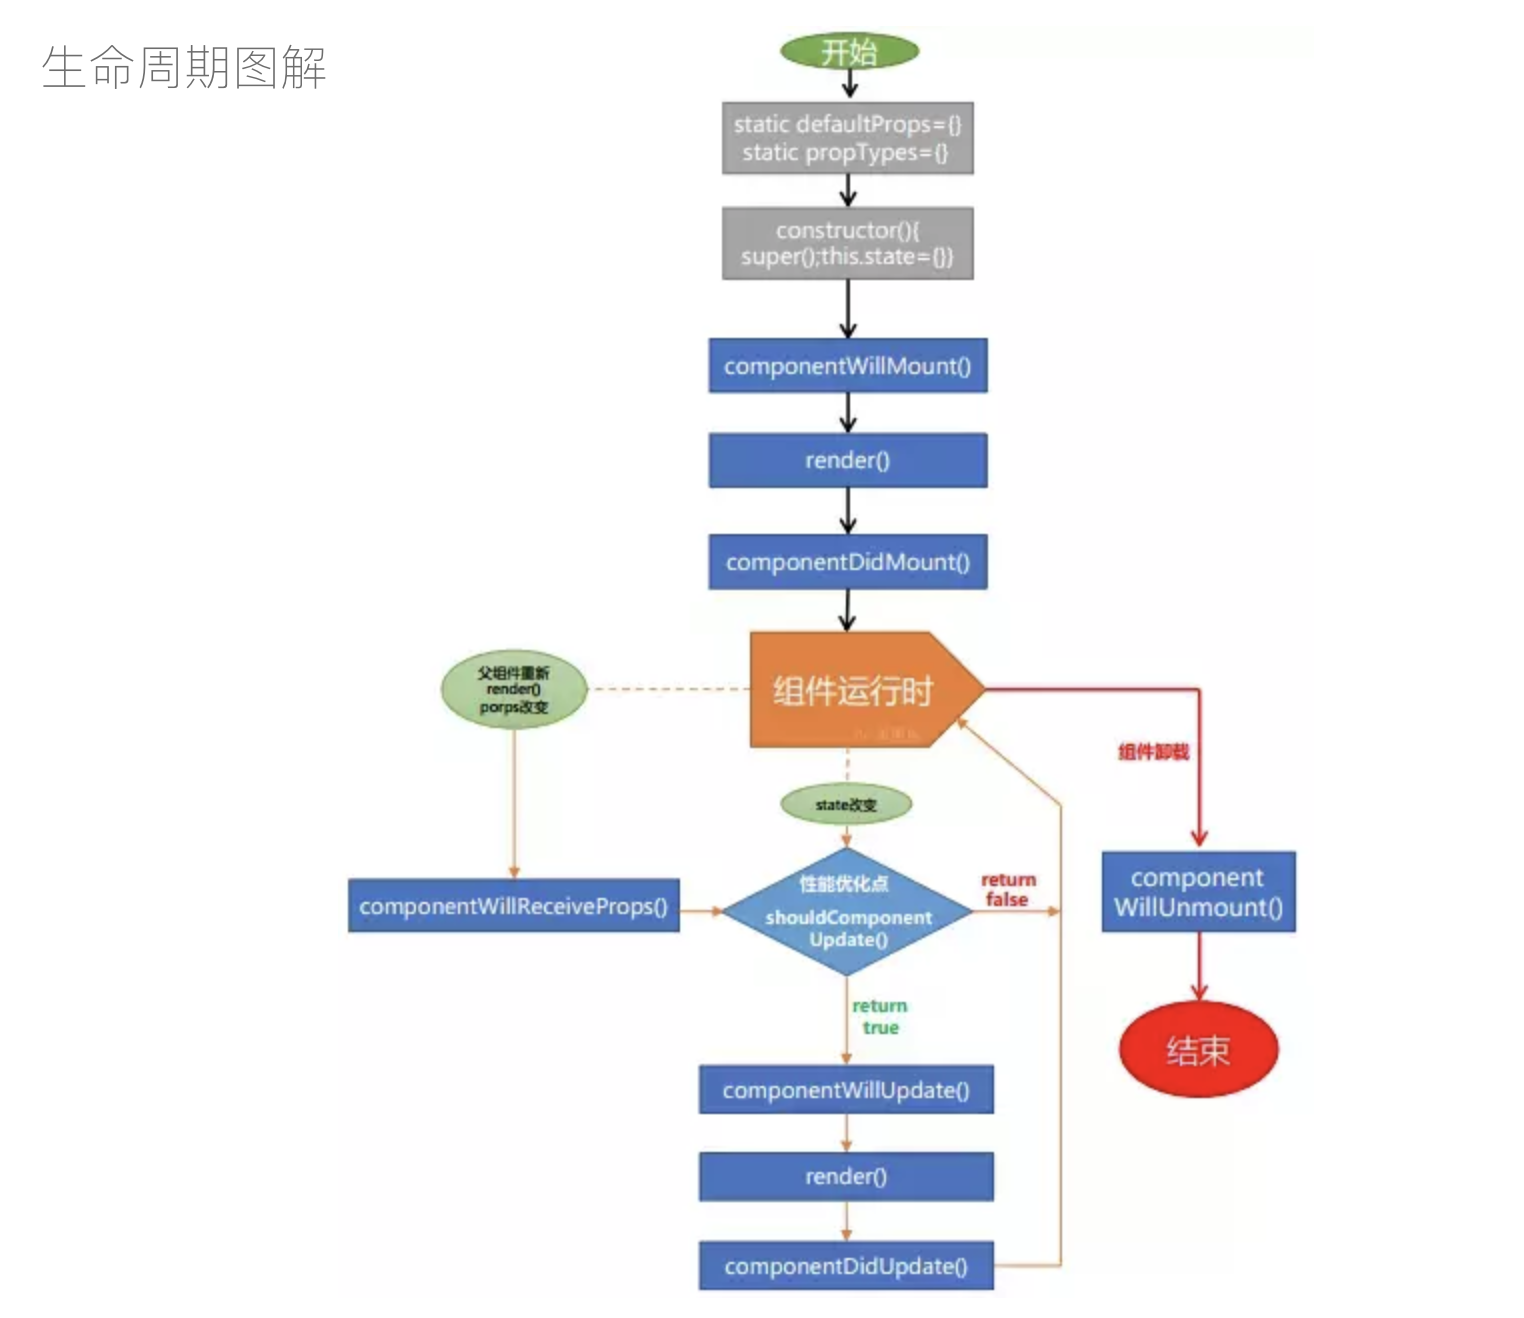 生命周期图解
开始
static defaultProps={}
static propTypes={}
constructor(){
super();this.state={}}
componentWillMount()
render()
componentDidMount()
组件运行时
父组件重新
render()
porps改变
组件卸载
state改变
componentWillReceiveProps()
性能优化点
shouldComponent
Update()
return
false
component
WillUnmount()
return
true
结束
componentWillUpdate()
render()
componentDidUpdate()